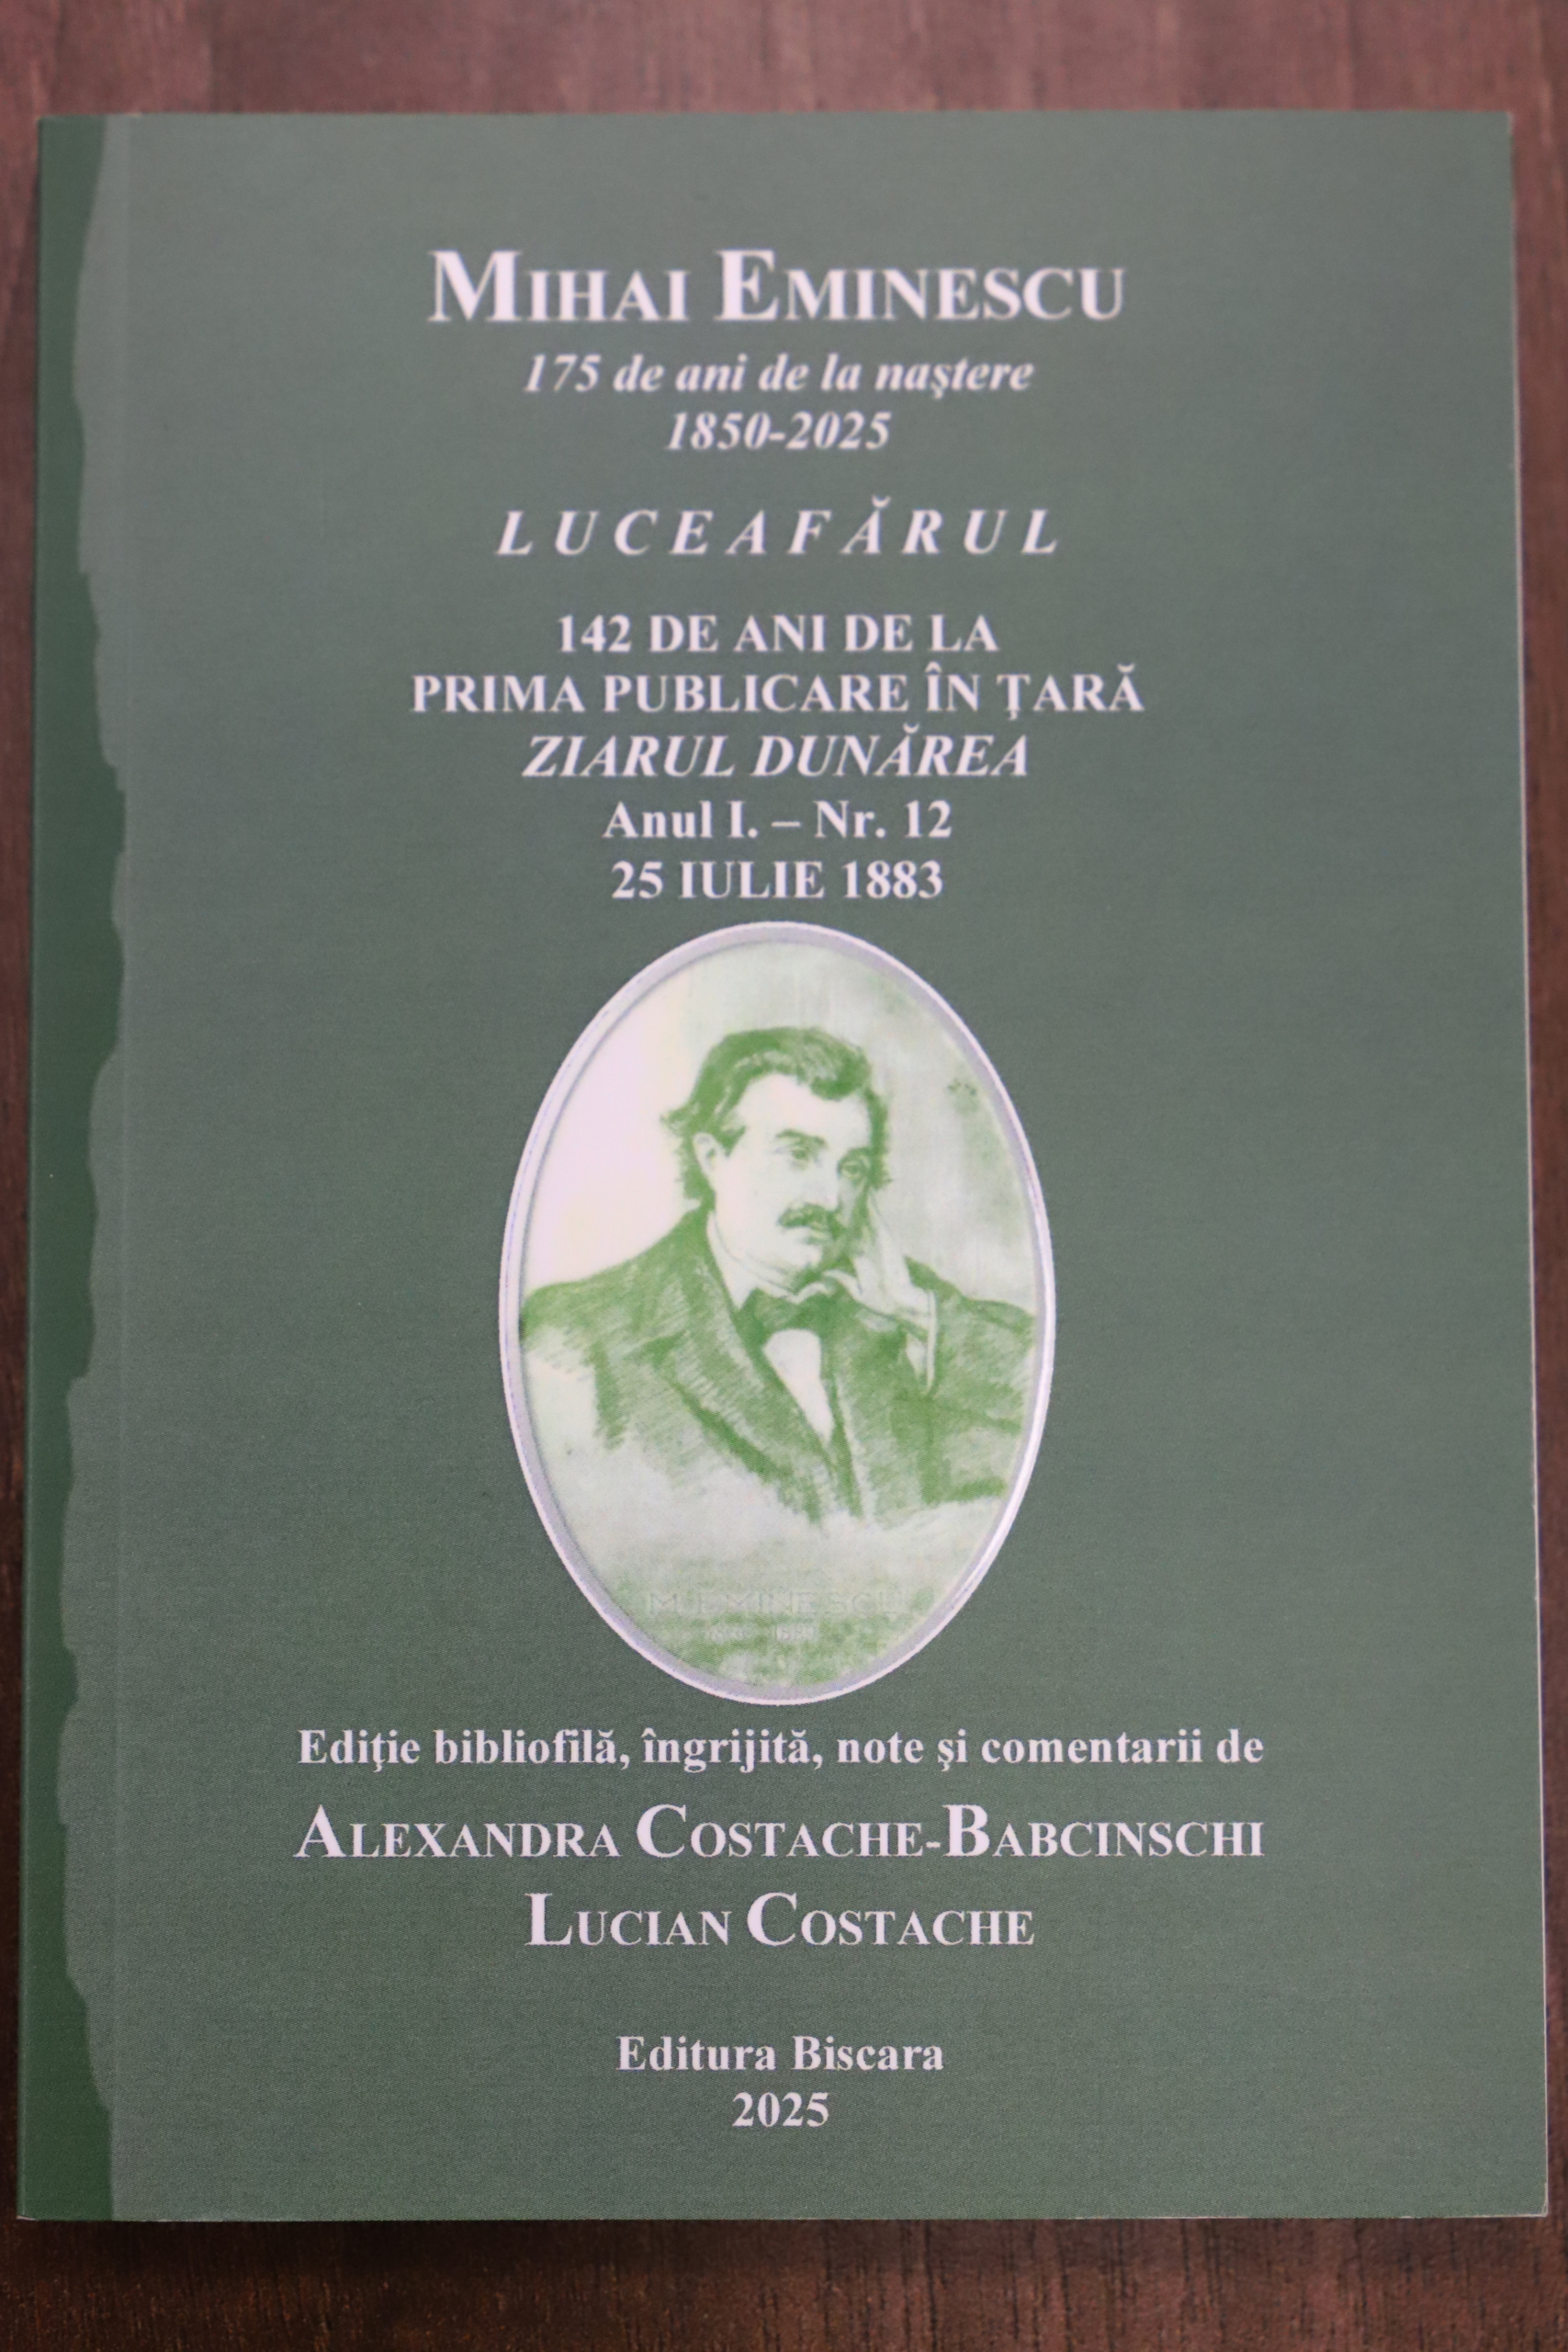 MIHAI EMINESCU
175 de ani de la naştere
1850-2025
LUCEAFĂRUL
142 DE ANI DE LA
PRIMA PUBLICARE ÎN ŢARĂ
ZIARUL DUNĂREA
Anul I. – Nr. 12
25 IULIE 1883
M. EMINESCU
Ediţie bibliofilă, îngrijită, note şi comentarii de
ALEXANDRA COSTACHE-BABCINSCHI
LUCIAN COSTACHE
Editura Biscara
2025